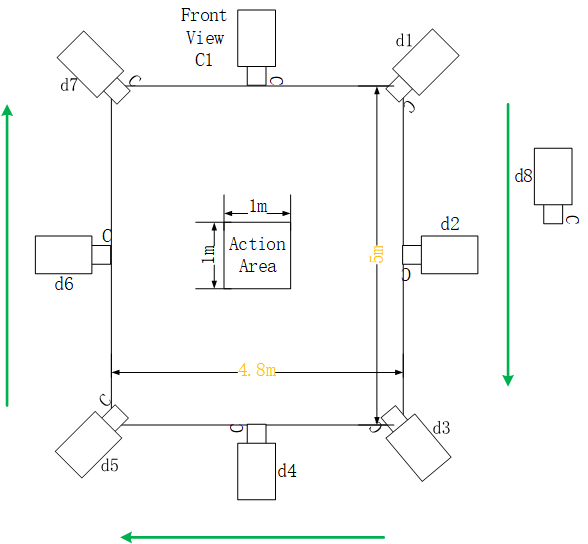 Front
View
C1
d1
d7
d8
1m
d2
1m
Action
Area
5m
d6
4.8m
d3
d5
d4